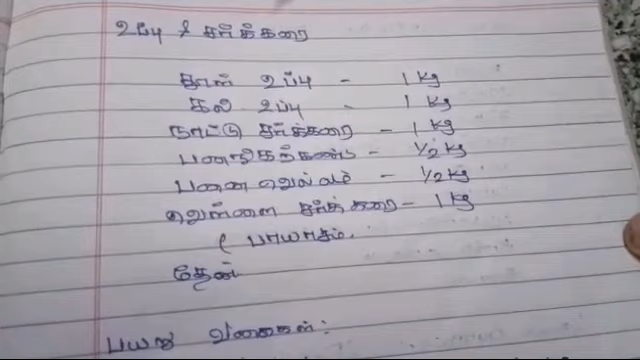 உப்பு & சர்க்கரை
தூள் உப்பு - 1 kg
கல் உப்பு - 1 kg
நாட்டு சர்க்கரை - 1 kg
பனங்கற்கண்டு - 1/2 kg
பனை வெல்லம் - 1/2 kg
வெள்ளை சர்க்கரை - 1 kg
( பாயாசம்.
தேன்
பயறு வகைகள் :